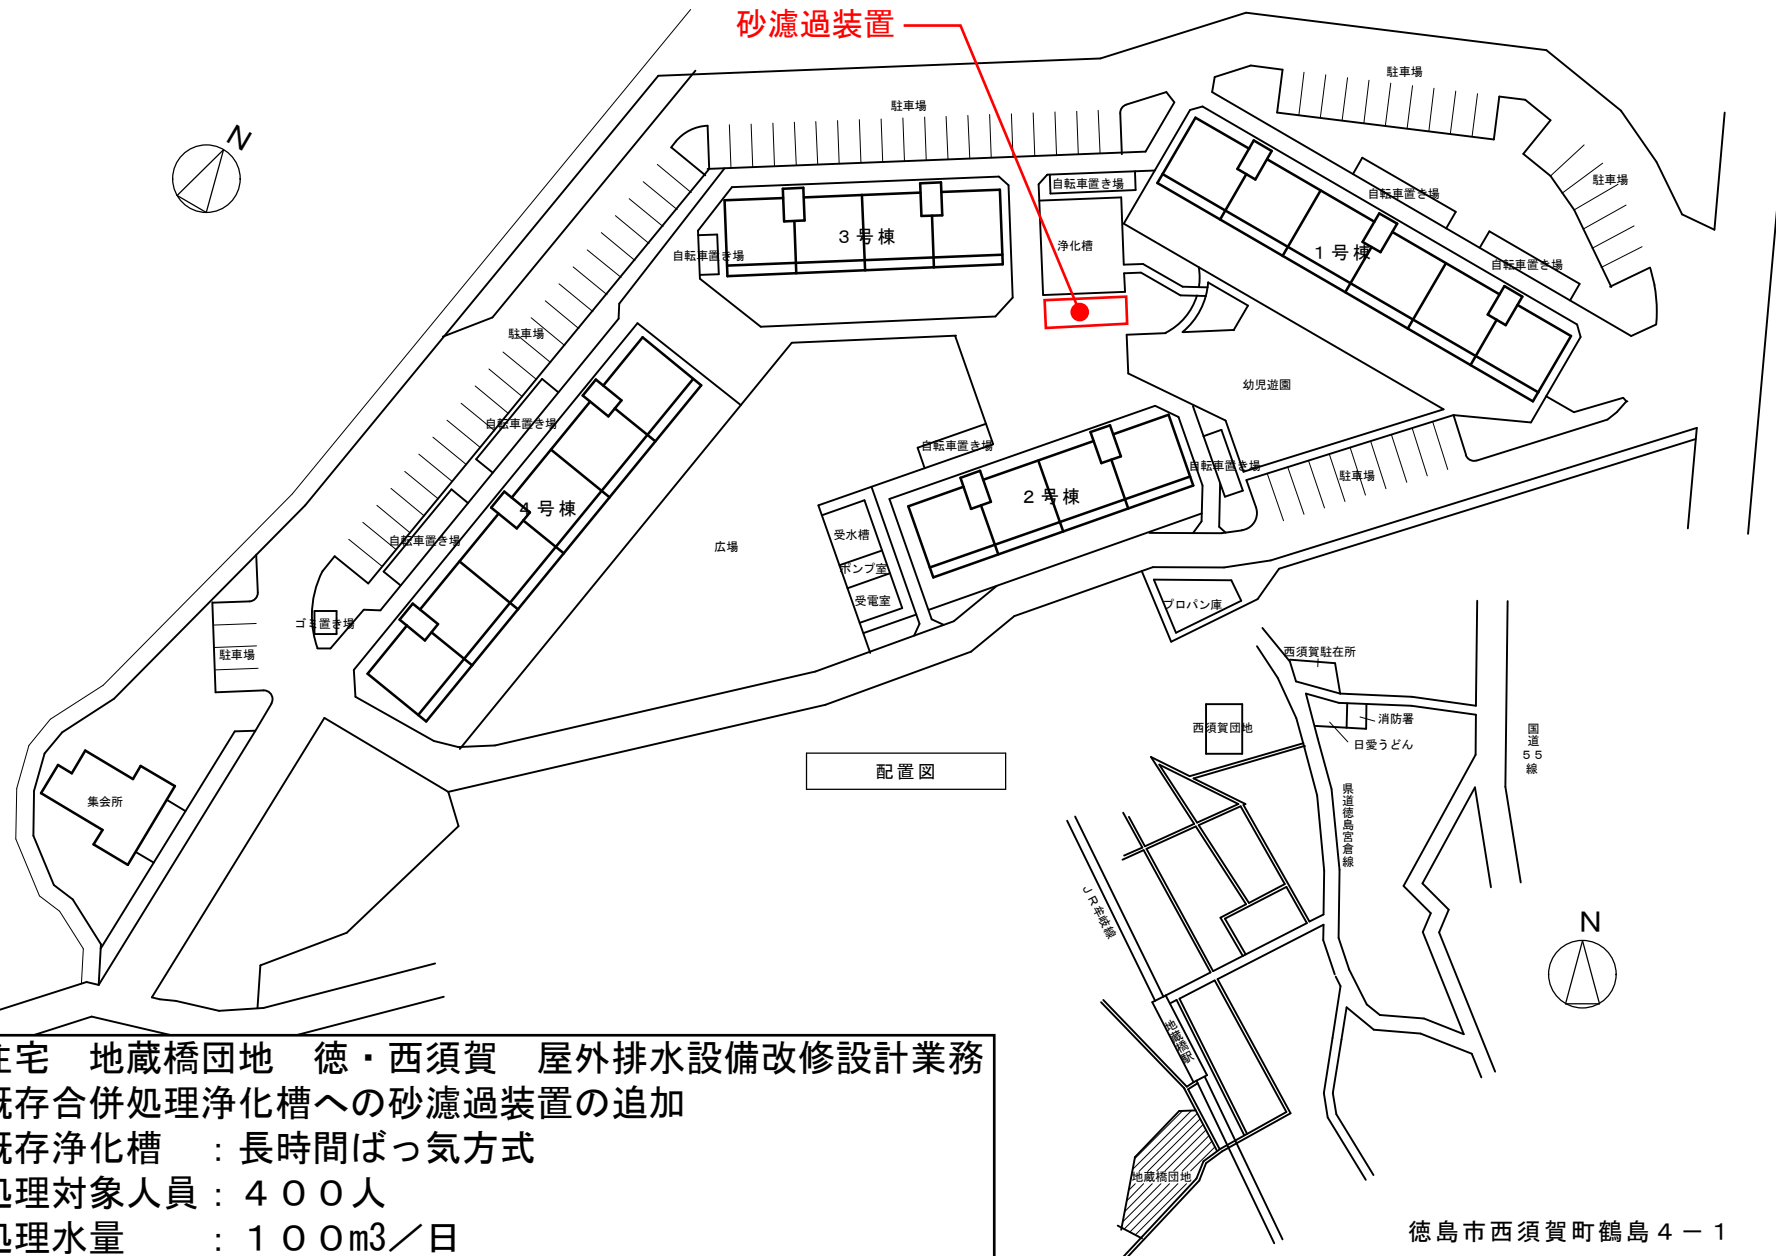 砂濾過装置
N
駐車場
駐車場
駐車場
自転車置き場
自転車置き場
自転車置き場
自転車置き場
3号棟
浄化槽
1号棟
駐車場
幼児遊園
自転車置き場
自転車置き場
自転車置き場
駐車場
4号棟
2号棟
自転車置き場
広場
受水槽
ポンプ室
受電室
プロパン庫
ゴミ置き場
駐車場
西須賀駐在所
西須賀団地
消防署
日愛うどん
国道55線
配置図
集会所
県道徳島宮倉線
JR牟岐線
N
地蔵橋駅
地蔵橋団地
住宅 地蔵橋団地 徳・西須賀 屋外排水設備改修設計業務
既存合併処理浄化槽への砂濾過装置の追加
既存浄化槽 :長時間ばっ気方式
処理対象人員:400人
処理水量 :100m3/日
徳島市西須賀町鶴島4-1